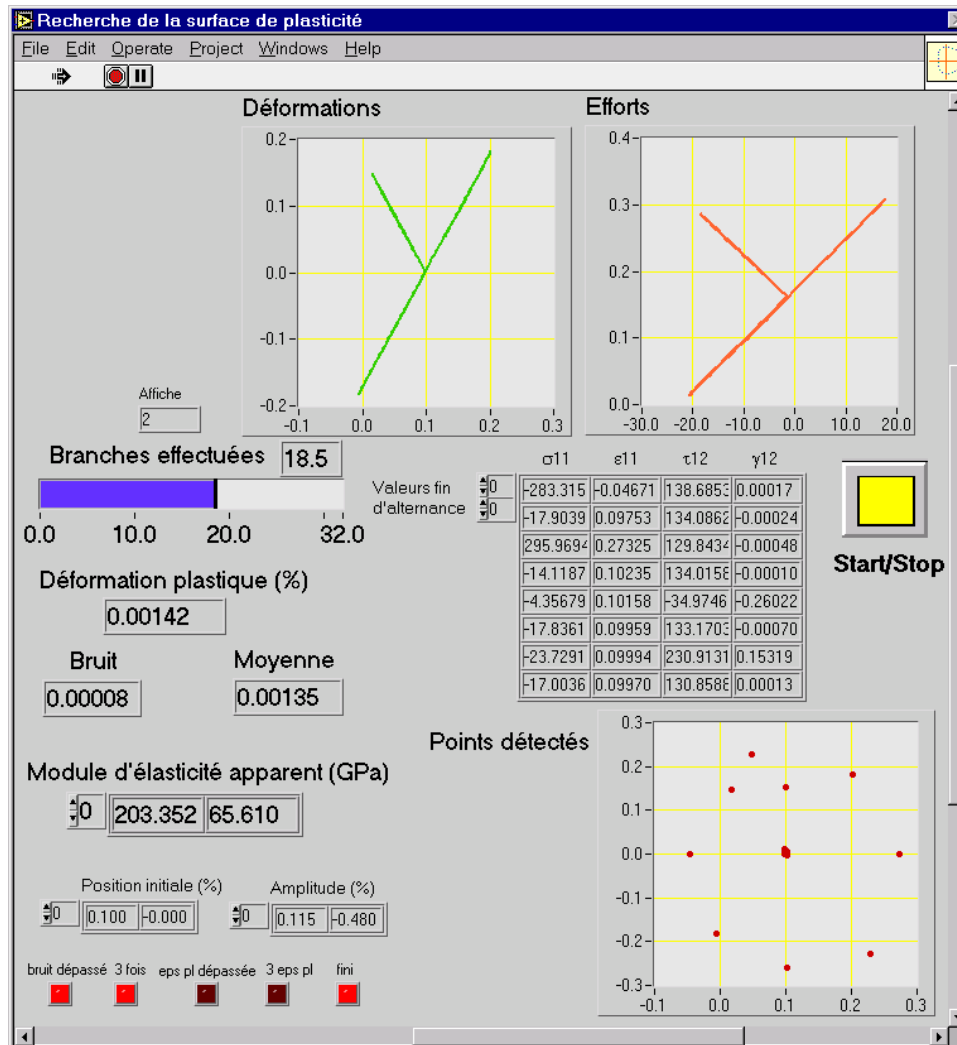 Recherche de la surface de plasticité
File Edit Operate Project Windows Help
Déformations
0.2
0.1
0.0
-0.1
-0.2
-0.1 0.0 0.1 0.2 0.3
Efforts
0.4
0.3
0.2
0.1
0.0
-30.0 -20.0 -10.0 0.0 10.0 20.0
Affiche
2
Branches effectuées 18.5
0.0 10.0 20.0 32.0
Valeurs fin
d'alternance
0
0
σ11 ε11 τ12 γ12
-283.315 -0.04671 138.6853 0.00017
-17.9039 0.09753 134.0862 -0.00024
295.9694 0.27325 129.8434 -0.00048
-14.1187 0.10235 134.0158 -0.00010
-4.35679 0.10158 -34.9746 -0.26022
-17.8361 0.09959 133.1703 -0.00070
-23.7291 0.09994 230.9131 0.15319
-17.0036 0.09970 130.8588 0.00013
Start/Stop
Déformation plastique (%)
0.00142
Bruit Moyenne
0.00008 0.00135
Module d'élasticité apparent (GPa)
0 203.352 65.610
Position initiale (%) Amplitude (%)
0 0.100 -0.000 0 0.115 -0.480
bruit dépassé 3 fois eps pl dépassée 3 eps pl fini
Points détectés
0.3
0.2
0.1
0.0
-0.1
-0.2
-0.3
-0.1 0.0 0.1 0.2 0.3